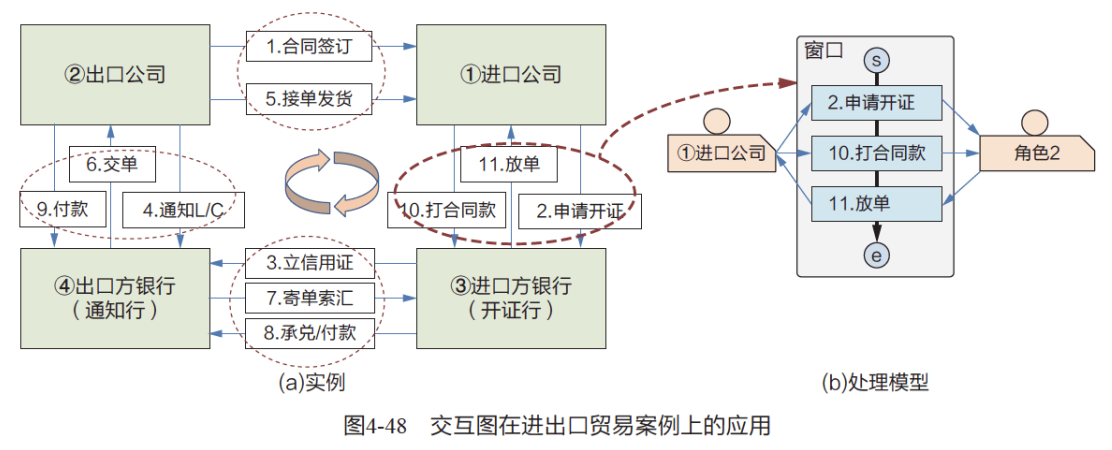 ②出口公司
1.合同签订
5.接单发货
①进口公司
6.交单
9.付款
4.通知L/C
11.放单
10.打合同款
2.申请开证
④出口方银行
（通知行）
3.立信用证
7.寄单索汇
8.承兑/付款
③进口方银行
（开证行）
(a)实例
窗口
s
2.申请开证
①进口公司
10.打合同款
角色2
11.放单
e
(b)处理模型
图4-48 交互图在进出口贸易案例上的应用